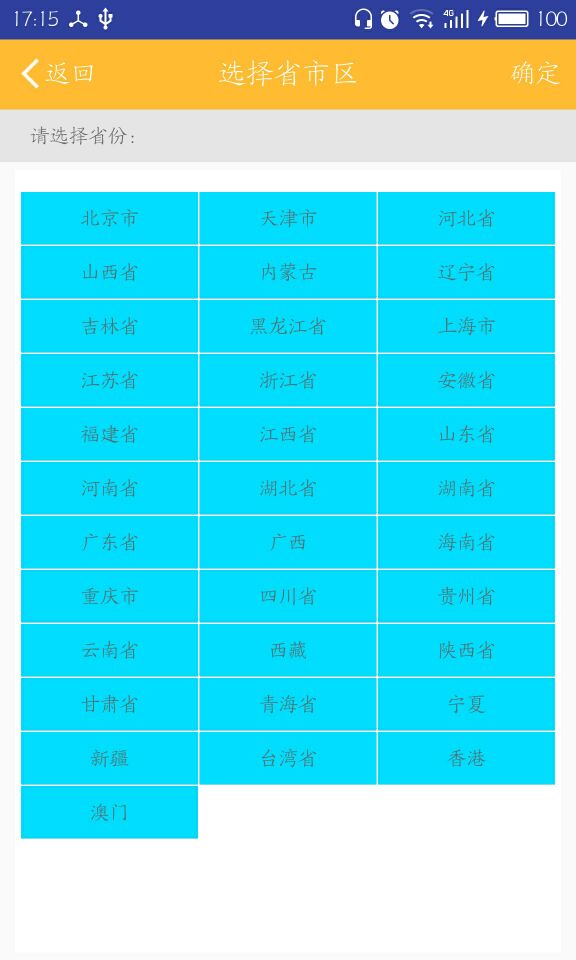 17:15 4G 100
返回 选择省市区 确定
请选择省份：
北京市 天津市 河北省
山西省 内蒙古 辽宁省
吉林省 黑龙江省 上海市
江苏省 浙江省 安徽省
福建省 江西省 山东省
河南省 湖北省 湖南省
广东省 广西 海南省
重庆市 四川省 贵州省
云南省 西藏 陕西省
甘肃省 青海省 宁夏
新疆 台湾省 香港
澳门